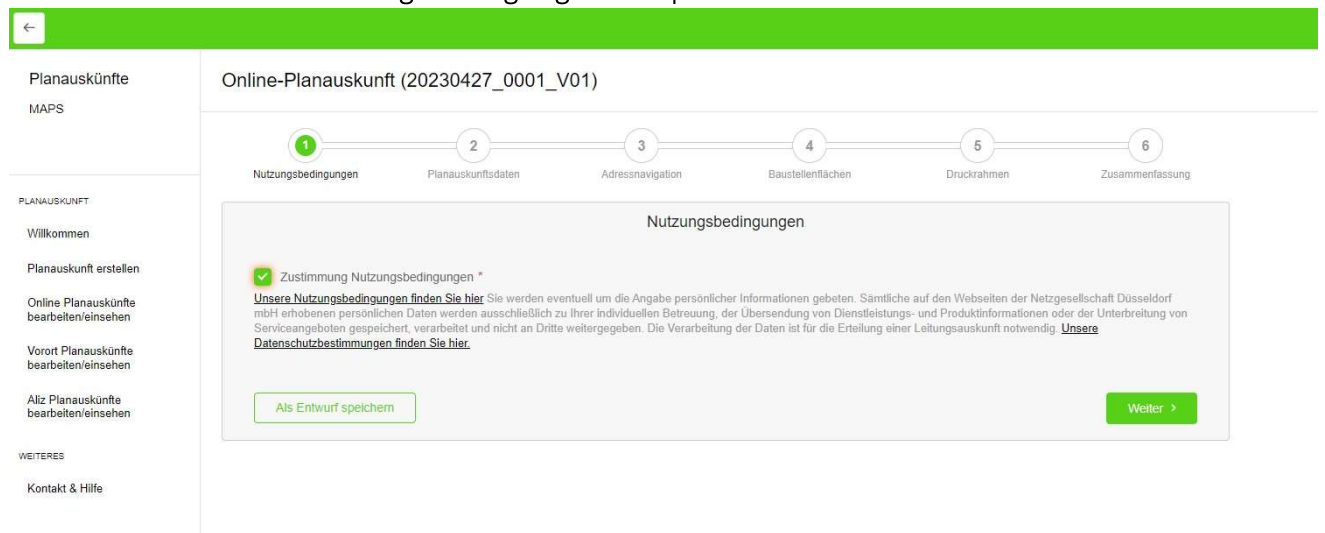 ←
Planauskünfte
MAPS
Online-Planauskunft (20230427_0001_V01)
1 2 3 4 5 6
Nutzungsbedingungen Planauskunftsdaten Adressnavigation Baustellenflächen Druckrahmen Zusammenfassung
PLANAUSKUNFT
Willkommen
Planauskunft erstellen
Online Planauskünfte
bearbeiten/einsehen
Vorort Planauskünfte
bearbeiten/einsehen
Aliz Planauskünfte
bearbeiten/einsehen
WEITERES
Kontakt & Hilfe
Nutzungsbedingungen
Zustimmung Nutzungsbedingungen *
Unsere Nutzungsbedingungen finden Sie hier Sie werden eventuell um die Angabe persönlicher Informationen gebeten. Sämtliche auf den Webseiten der Netzgesellschaft Düsseldorf
mbH erhobenen persönlichen Daten werden ausschließlich zu Ihrer individuellen Betreuung, der Übersendung von Dienstleistungs- und Produktinformationen oder der Unterbreitung von
Serviceangeboten gespeichert, verarbeitet und nicht an Dritte weitergegeben. Die Verarbeitung der Daten ist für die Erteilung einer Leitungsauskunft notwendig. Unsere
Datenschutzbestimmungen finden Sie hier.
Als Entwurf speichern
Weiter >